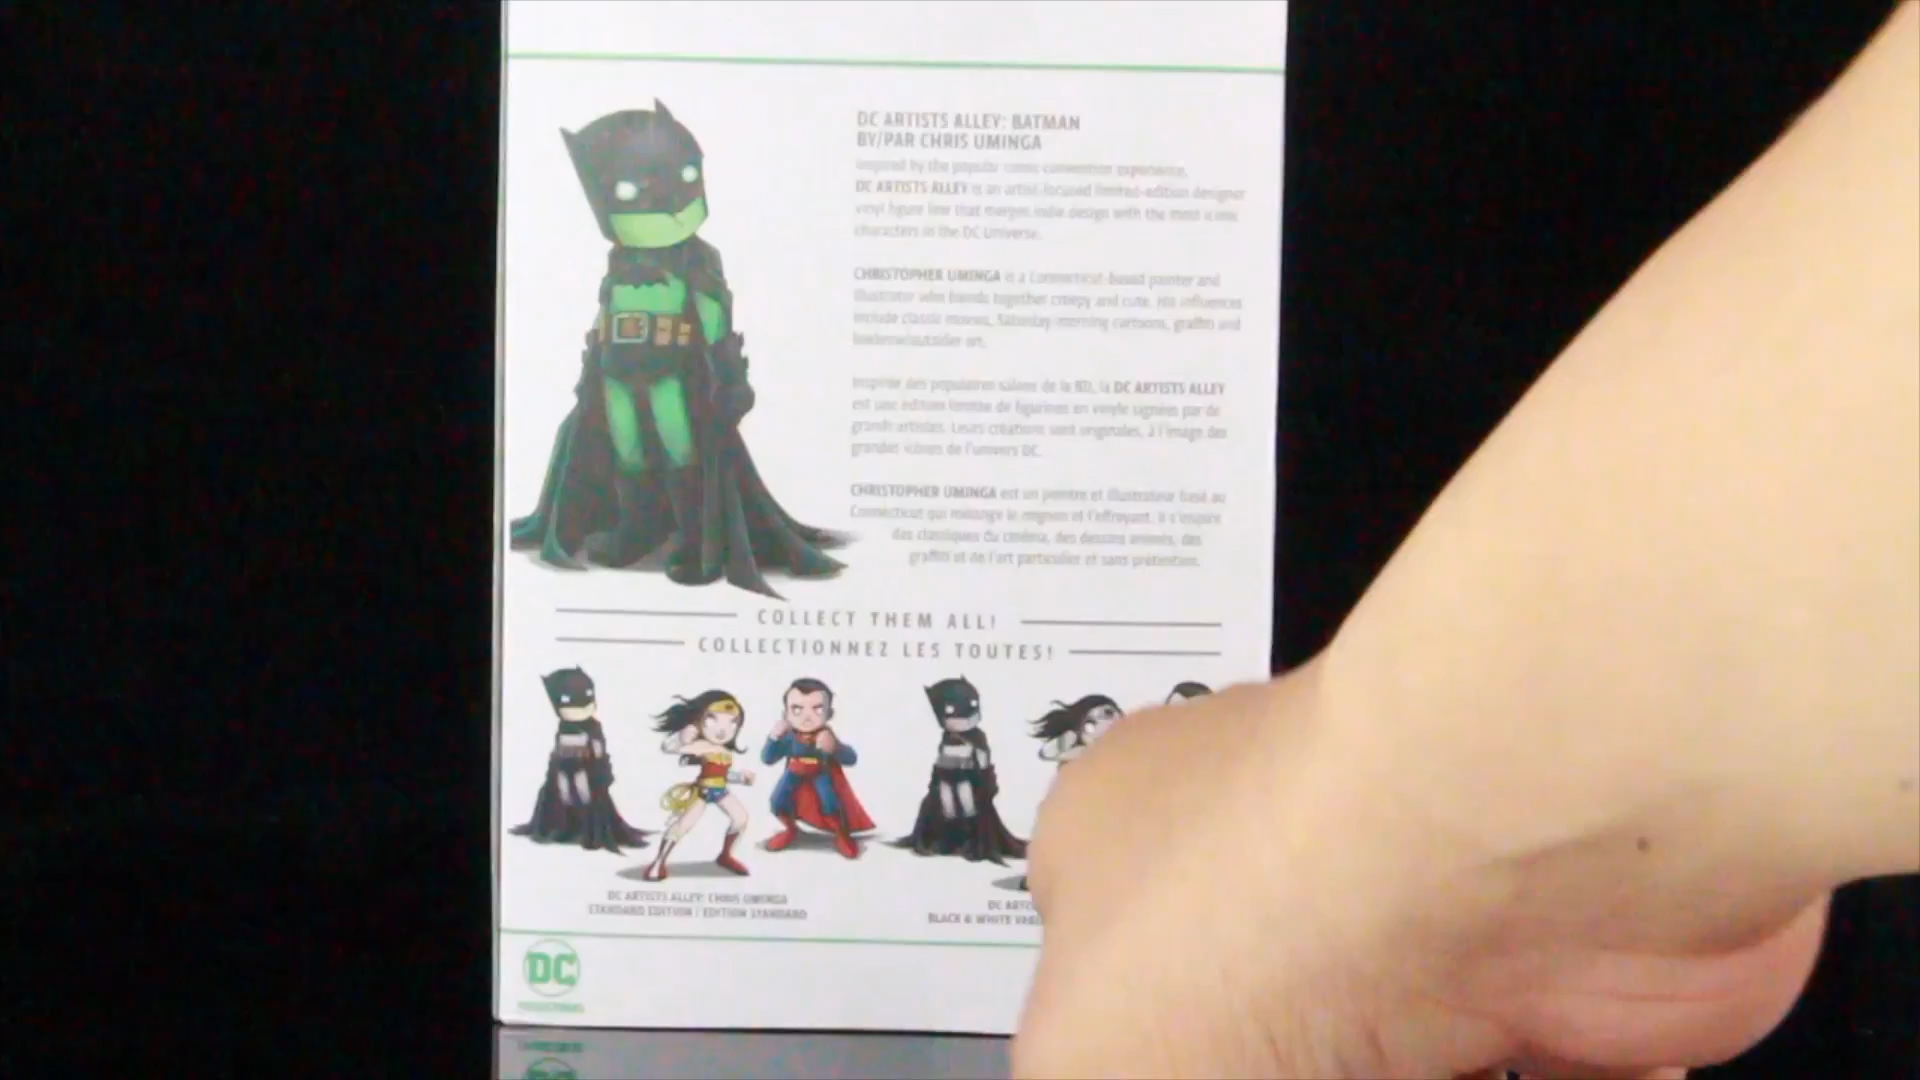 DC ARTISTS ALLEY: BATMAN
BY/PAR CHRIS UMINGA
Inspired by the popular comic convention experience,
DC ARTISTS ALLEY is an artist-focused limited-edition designer
vinyl figure line that merges indie design with the most iconic
characters in the DC Universe.
CHRISTOPHER UMINGA is a Connecticut-based painter and
illustrator who blends together creepy and cute. His influences
include classic movies, Saturday-morning cartoons, graffiti and
lowbrow/outsider art.
Inspirée des populaires salons de la BD, la DC ARTISTS ALLEY
est une édition limitée de figurines en vinyle signées par de
grands artistes. Leurs créations sont originales, à l'image des
grandes icônes de l'univers DC.
CHRISTOPHER UMINGA est un peintre et illustrateur basé au
Connecticut qui mélange le mignon et l'effrayant. Il s'inspire
des classiques du cinéma, des dessins animés, des
graffiti et de l'art particulier et sans prétention.
COLLECT THEM ALL!
COLLECTIONNEZ LES TOUTES!
DC ARTISTS ALLEY: CHRIS UMINGA
STANDARD EDITION / EDITION STANDARD
DC ARTI
BLACK & WHITE
DC